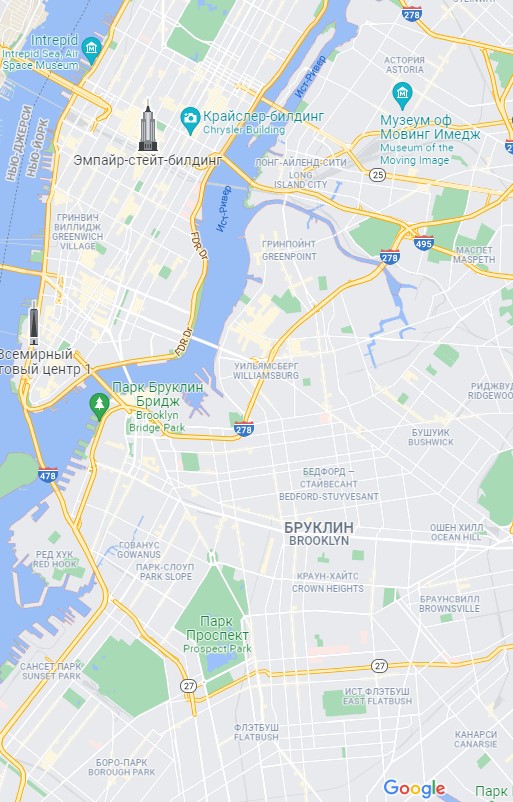 278
Intrepid
Intrepid Sea, Air
Space Museum
Ист-Ривер
АСТОРИЯ
ASTORIA
Крайслер-билдинг
Chrysler Building
Музеум оф
Мовинг Имедж
Museum of the
Moving Image
НЬЮ-ДЖЕРСИ
НЬЮ-ЙОРК
Эмпайр-стейт-билдинг
ЛОНГ-АЙЛЕНД-СИТИ
LONG
ISLAND CITY
25
Ист-Ривер
ГРИНВИЧ
ВИЛЛИДЖ
GREENWICH
VILLAGE
FDR Dr
ГРИНПОЙНТ
GREENPOINT
278
495
МАСПЕТ
MASPETH
FDR Dr
Всемирный
говый центр 1
УИЛЬЯМСБЕРГ
WILLIAMSBURG
Парк Бруклин
Бридж
Brooklyn
Bridge Park
РИДЖВУД
RIDGEWOO
278
БУШУИК
BUSHWICK
478
БЕДФОРД —
СТАЙВЕСАНТ
BEDFORD-STUYVESANT
БРУКЛИН
BROOKLYN
ОШЕН ХИЛЛ
OCEAN HILL
РЕД ХУК
RED HOOK
ГОВАНУС
GOWANUS
ПАРК-СЛОУП
PARK SLOPE
КРАУН-ХАЙТС
CROWN HEIGHTS
БРАУНСВИЛЛ
BROWNSVILLE
Парк
Проспект
Prospect Park
САНСЕТ ПАРК
SUNSET PARK
27
27
ИСТ ФЛЭТБУШ
EAST FLATBUSH
ФЛЭТБУШ
FLATBUSH
КАНАРСИ
CANARSIE
БОРО-ПАРК
BOROUGH PARK
Google
Парк